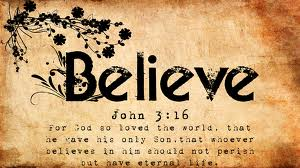 Believe
John 3:16
For God so loved the world, that
he gave his only Son,that whoever
believes in him should not perish
but have eternal life.